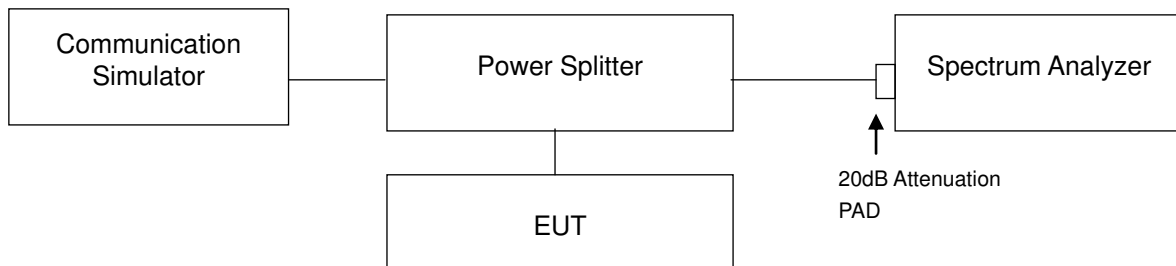 Communication
Simulator
Power Splitter
Spectrum Analyzer
20dB Attenuation
PAD
EUT